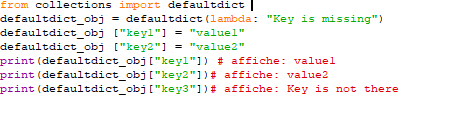 from collections import defaultdict
defaultdict_obj = defaultdict(lambda: "Key is missing")
defaultdict_obj ["key1"] = "value1"
defaultdict_obj ["key2"] = "value2"
print(defaultdict_obj["key1"]) # affiche: value1
print(defaultdict_obj["key2"])# affiche: value2
print(defaultdict_obj["key3"])# affiche: Key is not there